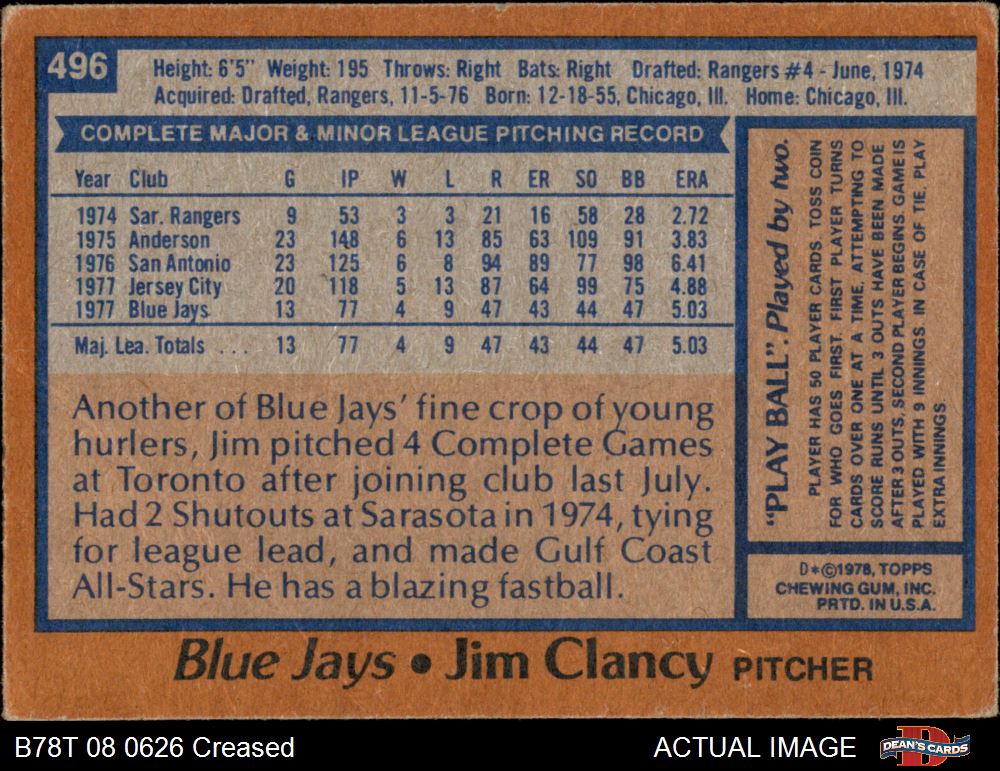 496
Height: 6'5" Weight: 195 Throws: Right Bats: Right Drafted: Rangers #4 - June, 1974
Acquired: Drafted, Rangers, 11-5-76 Born: 12-18-55, Chicago, Ill. Home: Chicago, Ill.
COMPLETE MAJOR & MINOR LEAGUE PITCHING RECORD
Year Club G IP W L R ER SO BB ERA
1974 Sar. Rangers 9 53 3 3 21 16 58 28 2.72
1975 Anderson 23 148 6 13 85 63 109 91 3.83
1976 San Antonio 23 125 6 8 94 89 77 98 6.41
1977 Jersey City 20 118 5 13 87 64 99 75 4.88
1977 Blue Jays 13 77 4 9 47 43 44 47 5.03
Maj. Lea. Totals ... 13 77 4 9 47 43 44 47 5.03
Another of Blue Jays' fine crop of young
hurlers, Jim pitched 4 Complete Games
at Toronto after joining club last July.
Had 2 Shutouts at Sarasota in 1974, tying
for league lead, and made Gulf Coast
All-Stars. He has a blazing fastball.
"PLAY BALL". Played by two.
PLAYER HAS 50 PLAYER CARDS. TOSS COIN
FOR WHO GOES FIRST. FIRST PLAYER TURNS
CARDS OVER ONE AT A TIME, ATTEMPTING TO
SCORE RUNS UNTIL 3 OUTS HAVE BEEN MADE.
AFTER 3 OUTS, SECOND PLAYER BEGINS. GAME IS
PLAYED WITH 9 INNINGS. IN CASE OF TIE, PLAY
EXTRA INNINGS.
D*©1978, TOPPS
CHEWING GUM, INC.
PRTD. IN U.S.A.
Blue Jays • Jim Clancy PITCHER
B78T 08 0626 Creased
ACTUAL IMAGE
DEAN'S CARDS